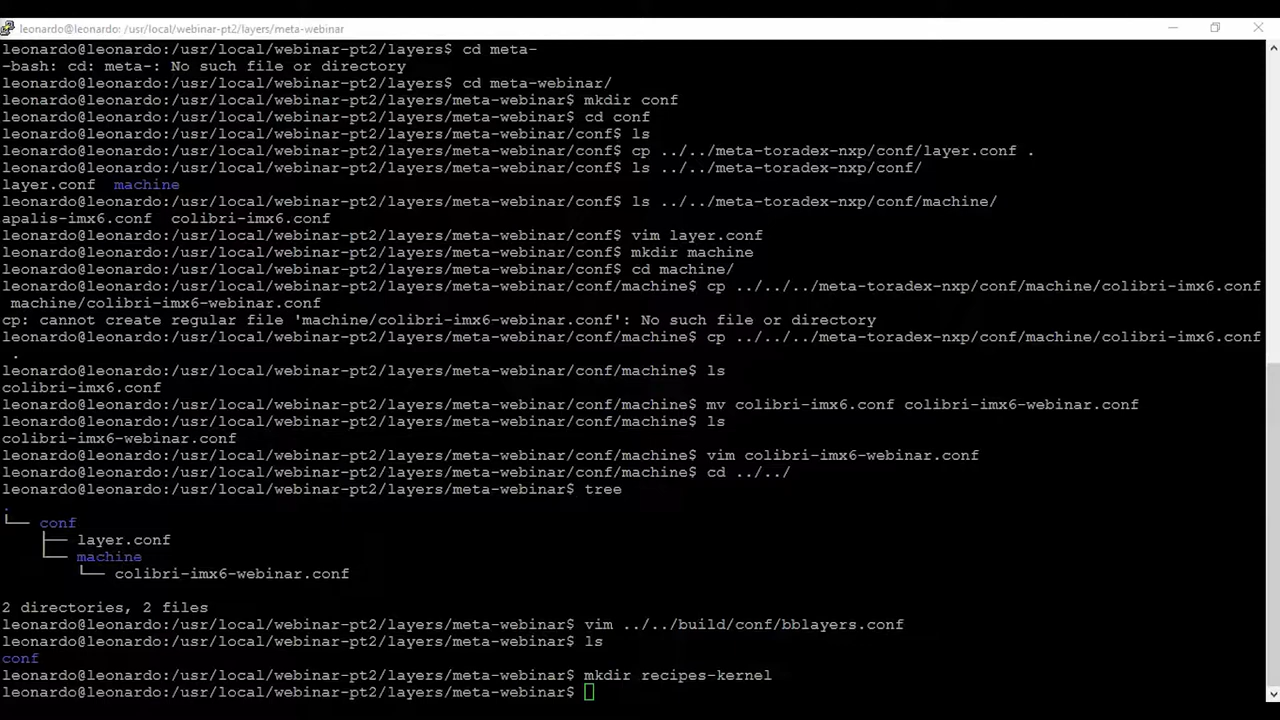 leonardo@leonardo: /usr/local/webinar-pt2/layers/meta-webinar
leonardo@leonardo:/usr/local/webinar-pt2/layers$ cd meta-
-bash: cd: meta-: No such file or directory
leonardo@leonardo:/usr/local/webinar-pt2/layers$ cd meta-webinar/
leonardo@leonardo:/usr/local/webinar-pt2/layers/meta-webinar$ mkdir conf
leonardo@leonardo:/usr/local/webinar-pt2/layers/meta-webinar$ cd conf
leonardo@leonardo:/usr/local/webinar-pt2/layers/meta-webinar/conf$ ls
leonardo@leonardo:/usr/local/webinar-pt2/layers/meta-webinar/conf$ cp ../../meta-toradex-nxp/conf/layer.conf .
leonardo@leonardo:/usr/local/webinar-pt2/layers/meta-webinar/conf$ ls ../../meta-toradex-nxp/conf/
layer.conf  machine
leonardo@leonardo:/usr/local/webinar-pt2/layers/meta-webinar/conf$ ls ../../meta-toradex-nxp/conf/machine/
apalis-imx6.conf  colibri-imx6.conf
leonardo@leonardo:/usr/local/webinar-pt2/layers/meta-webinar/conf$ vim layer.conf
leonardo@leonardo:/usr/local/webinar-pt2/layers/meta-webinar/conf$ mkdir machine
leonardo@leonardo:/usr/local/webinar-pt2/layers/meta-webinar/conf$ cd machine/
leonardo@leonardo:/usr/local/webinar-pt2/layers/meta-webinar/conf/machine$ cp ../../../meta-toradex-nxp/conf/machine/colibri-imx6.conf
machine/colibri-imx6-webinar.conf
cp: cannot create regular file 'machine/colibri-imx6-webinar.conf': No such file or directory
leonardo@leonardo:/usr/local/webinar-pt2/layers/meta-webinar/conf/machine$ cp ../../../meta-toradex-nxp/conf/machine/colibri-imx6.conf
.
leonardo@leonardo:/usr/local/webinar-pt2/layers/meta-webinar/conf/machine$ ls
colibri-imx6.conf
leonardo@leonardo:/usr/local/webinar-pt2/layers/meta-webinar/conf/machine$ mv colibri-imx6.conf colibri-imx6-webinar.conf
leonardo@leonardo:/usr/local/webinar-pt2/layers/meta-webinar/conf/machine$ ls
colibri-imx6-webinar.conf
leonardo@leonardo:/usr/local/webinar-pt2/layers/meta-webinar/conf/machine$ vim colibri-imx6-webinar.conf
leonardo@leonardo:/usr/local/webinar-pt2/layers/meta-webinar/conf/machine$ cd ../../
leonardo@leonardo:/usr/local/webinar-pt2/layers/meta-webinar$ tree
.
└── conf
    ├── layer.conf
    └── machine
        └── colibri-imx6-webinar.conf
2 directories, 2 files
leonardo@leonardo:/usr/local/webinar-pt2/layers/meta-webinar$ vim ../../build/conf/bblayers.conf
leonardo@leonardo:/usr/local/webinar-pt2/layers/meta-webinar$ ls
conf
leonardo@leonardo:/usr/local/webinar-pt2/layers/meta-webinar$ mkdir recipes-kernel
leonardo@leonardo:/usr/local/webinar-pt2/layers/meta-webinar$